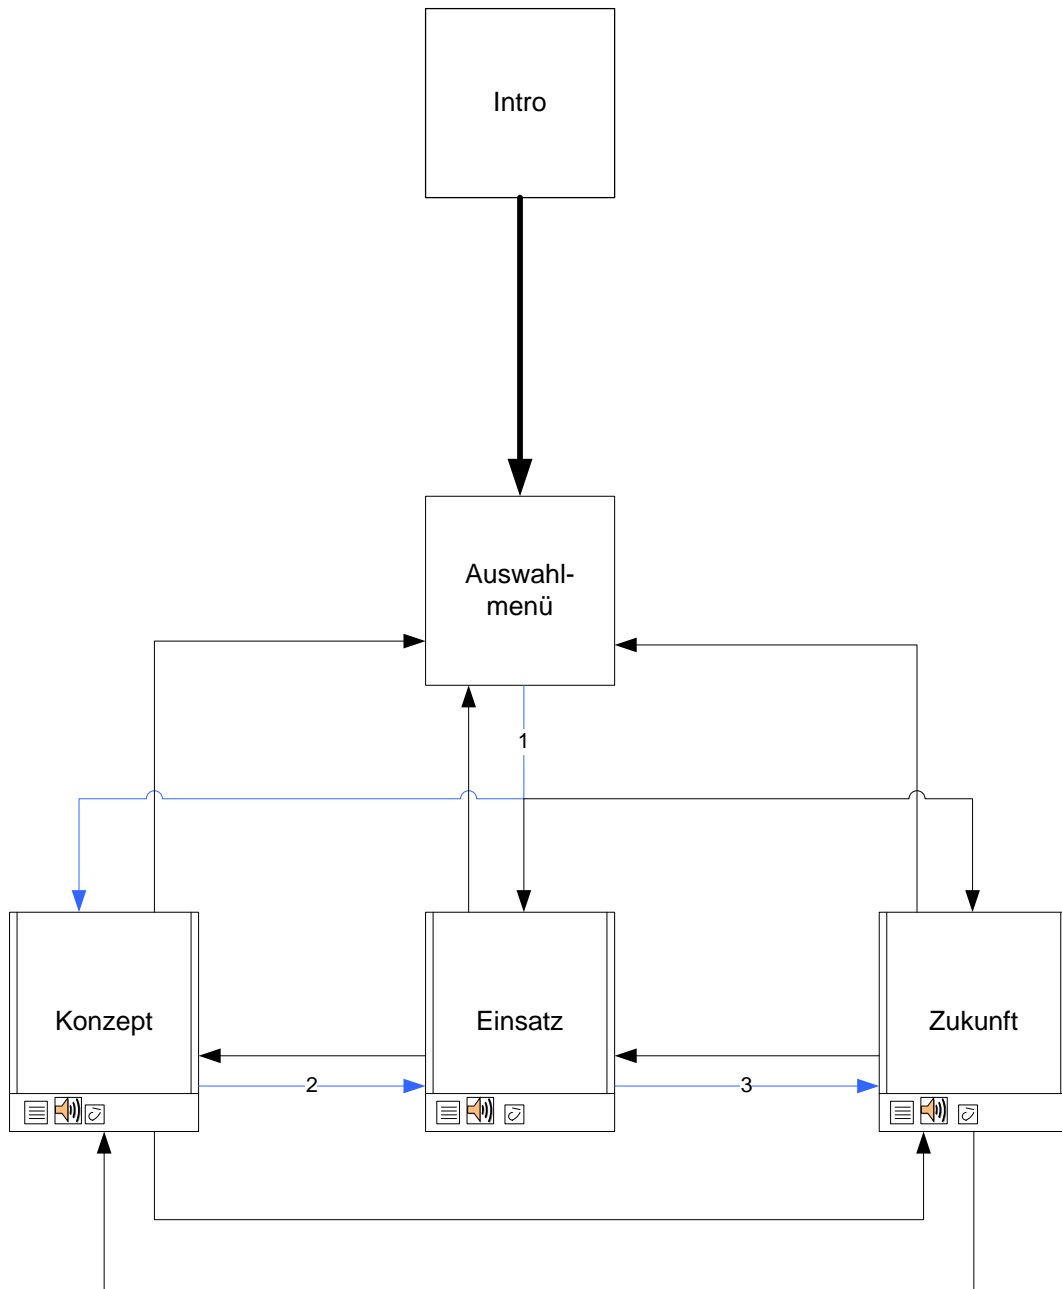 Intro
Auswahl-
menü
1
Konzept
Einsatz
Zukunft
2
3